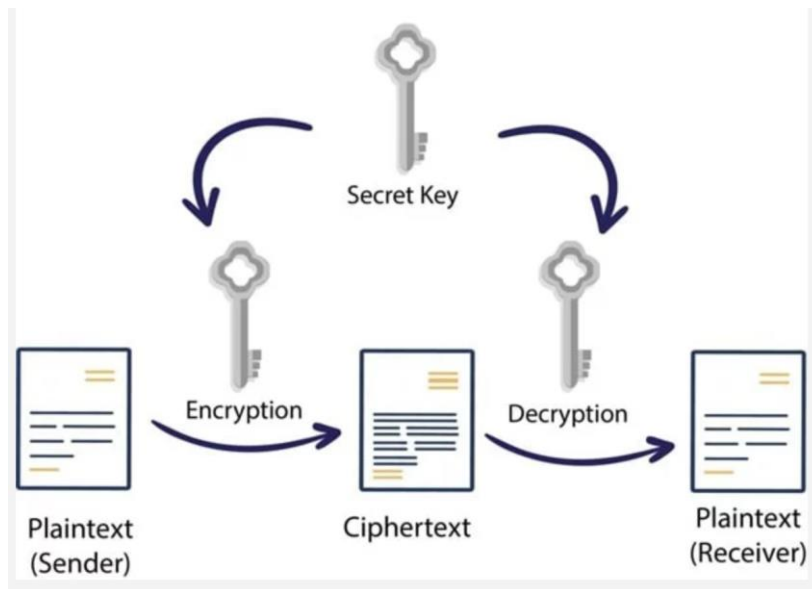 Secret Key
Encryption
Decryption
Plaintext
(Sender)
Ciphertext
Plaintext
(Receiver)